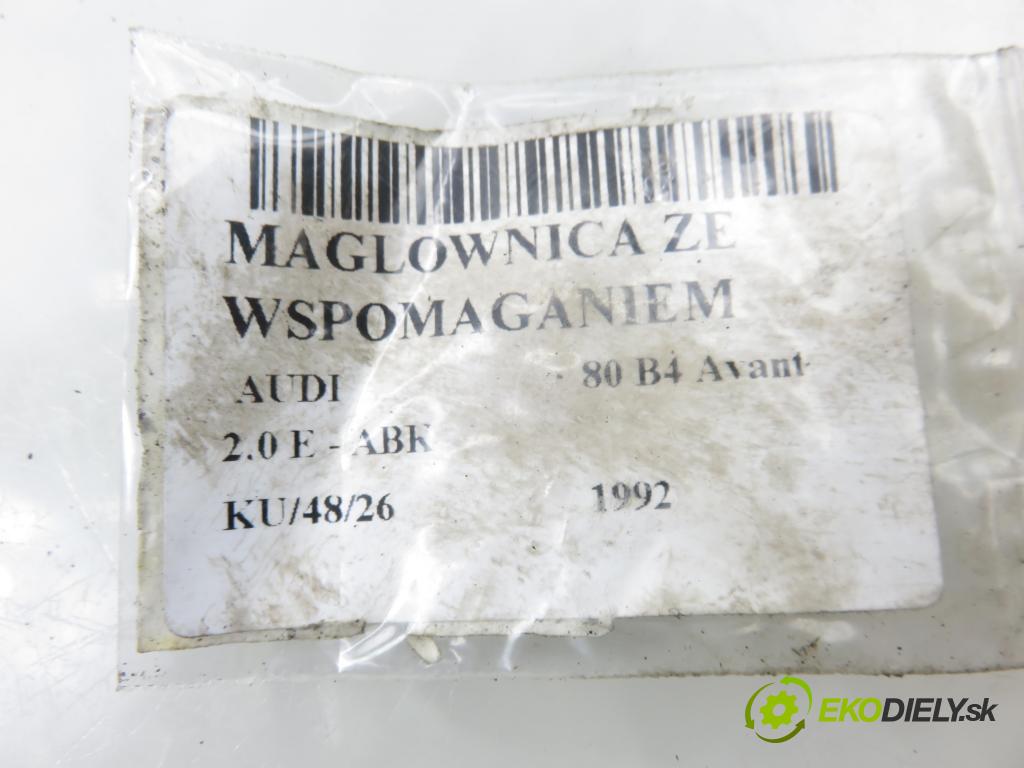 MAGLOWNICA ZE
WSPOMAGANIEM
AUDI 80 B4 Avant
2.0 E - ABK
KU/48/26 1992
EKODIELY.sk